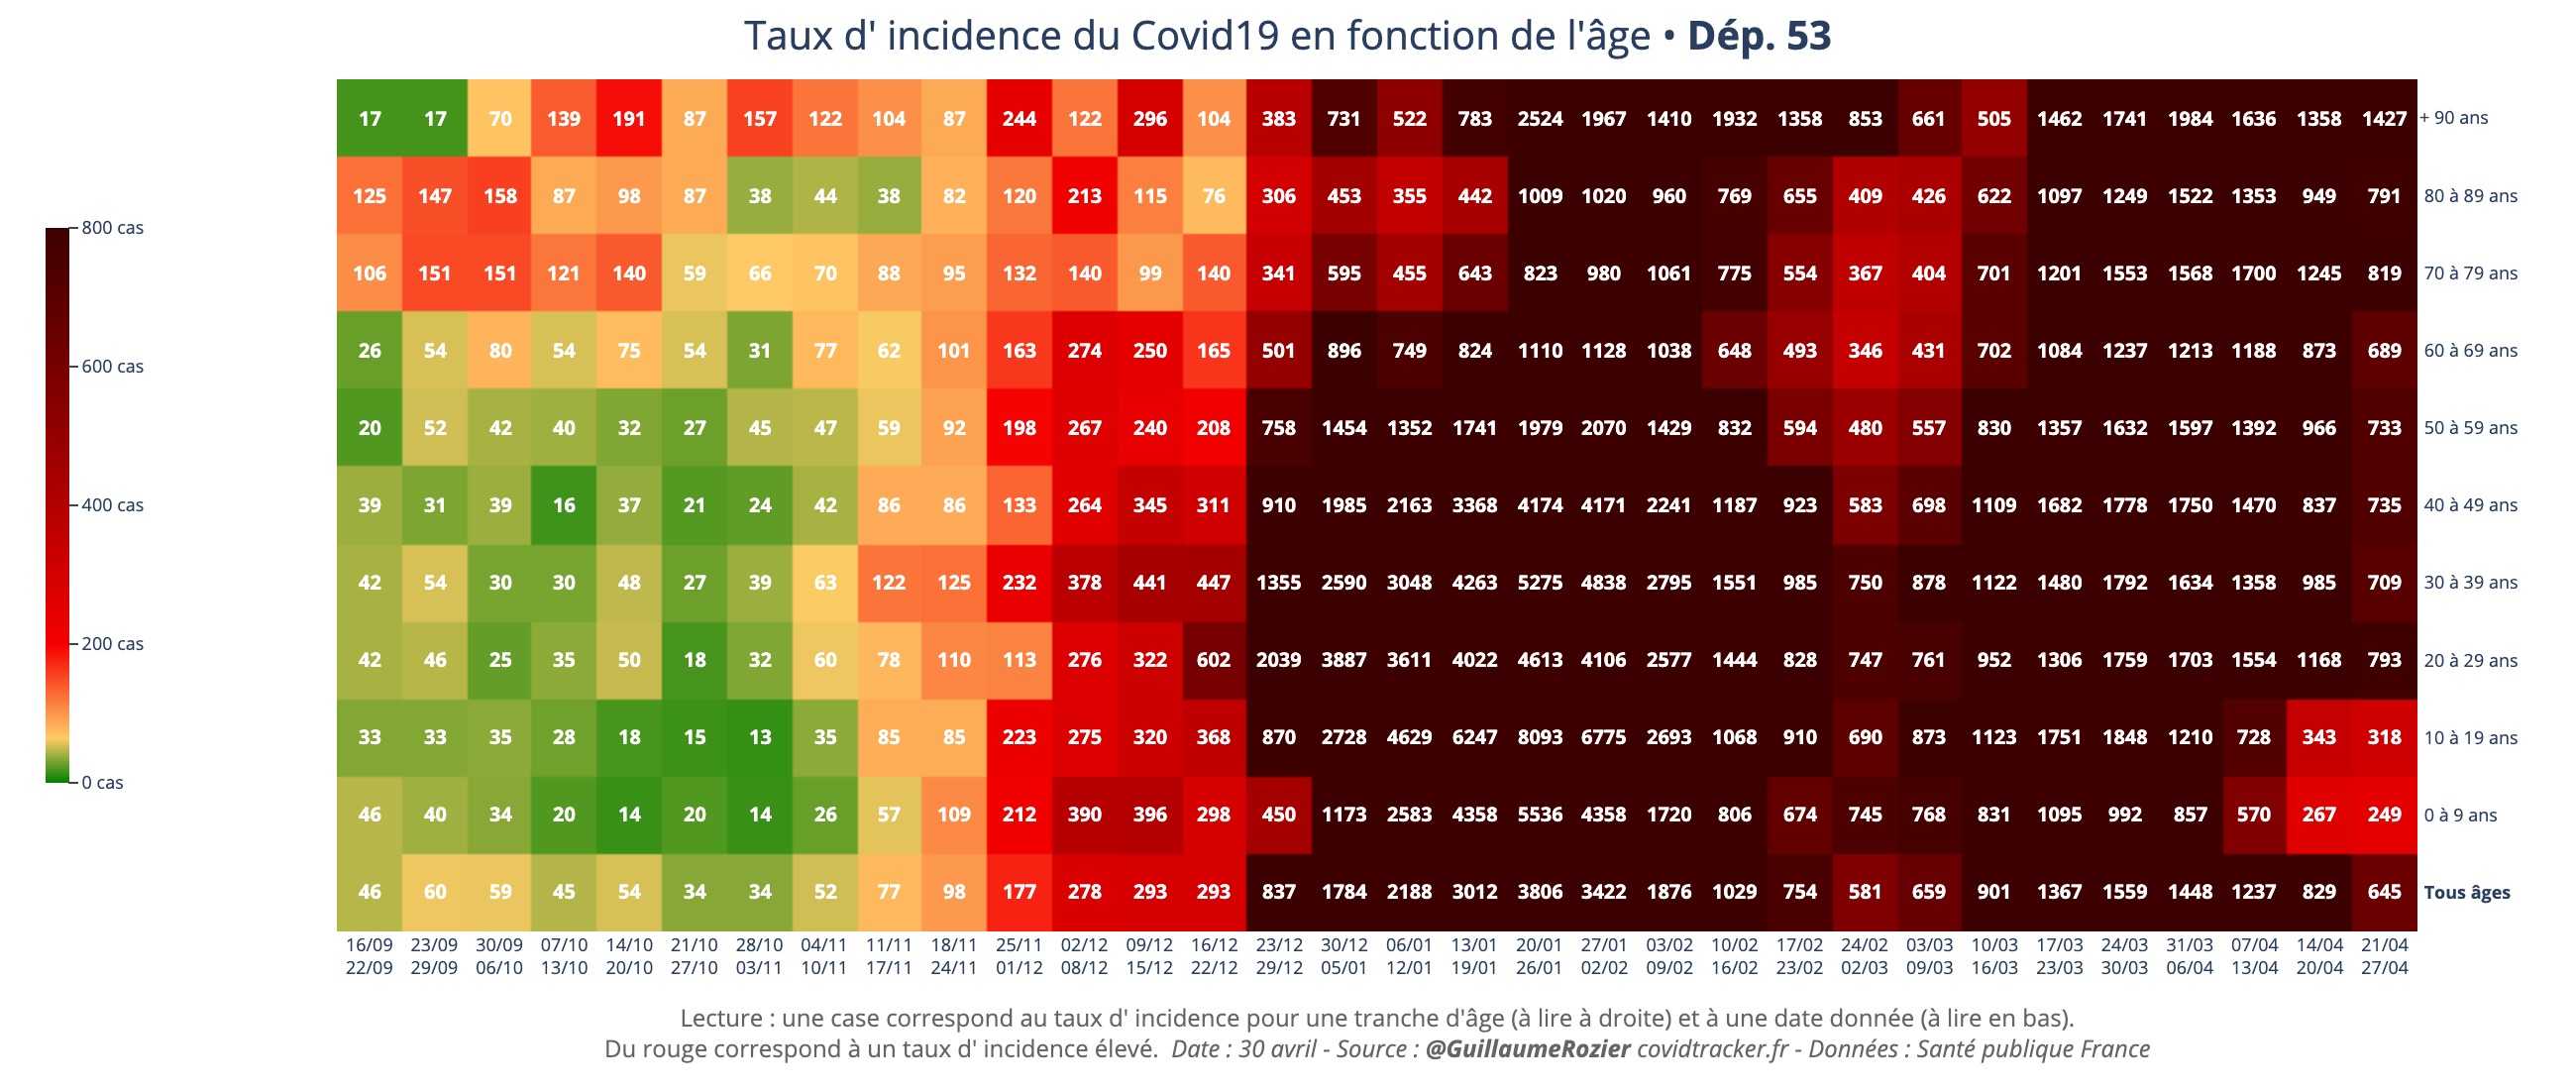 Taux d' incidence du Covid19 en fonction de l'âge • Dép. 53
17 17 70 139 191 87 157 122 104 87 244 122 296 104 383 731 522 783 2524 1967 1410 1932 1358 853 661 505 1462 1741 1984 1636 1358 1427 + 90 ans
125 147 158 87 98 87 38 44 38 82 120 213 115 76 306 453 355 442 1009 1020 960 769 655 409 426 622 1097 1249 1522 1353 949 791 80 à 89 ans
800 cas
106 151 151 121 140 59 66 70 88 95 132 140 99 140 341 595 455 643 823 980 1061 775 554 367 404 701 1201 1553 1568 1700 1245 819 70 à 79 ans
26 54 80 54 75 54 31 77 62 101 163 274 250 165 501 896 749 824 1110 1128 1038 648 493 346 431 702 1084 1237 1213 1188 873 689 60 à 69 ans
600 cas
20 52 42 40 32 27 45 47 59 92 198 267 240 208 758 1454 1352 1741 1979 2070 1429 832 594 480 557 830 1357 1632 1597 1392 966 733 50 à 59 ans
400 cas
39 31 39 16 37 21 24 42 86 86 133 264 345 311 910 1985 2163 3368 4174 4171 2241 1187 923 583 698 1109 1682 1778 1750 1470 837 735 40 à 49 ans
42 54 30 30 48 27 39 63 122 125 232 378 441 447 1355 2590 3048 4263 5275 4838 2795 1551 985 750 878 1122 1480 1792 1634 1358 985 709 30 à 39 ans
200 cas
42 46 25 35 50 18 32 60 78 110 113 276 322 602 2039 3887 3611 4022 4613 4106 2577 1444 828 747 761 952 1306 1759 1703 1554 1168 793 20 à 29 ans
33 33 35 28 18 15 13 35 85 85 223 275 320 368 870 2728 4629 6247 8093 6775 2693 1068 910 690 873 1123 1751 1848 1210 728 343 318 10 à 19 ans
0 cas
46 40 34 20 14 20 14 26 57 109 212 390 396 298 450 1173 2583 4358 5536 4358 1720 806 674 745 768 831 1095 992 857 570 267 249 0 à 9 ans
46 60 59 45 54 34 34 52 77 98 177 278 293 293 837 1784 2188 3012 3806 3422 1876 1029 754 581 659 901 1367 1559 1448 1237 829 645 Tous âges
16/09 23/09 30/09 07/10 14/10 21/10 28/10 04/11 11/11 18/11 25/11 02/12 09/12 16/12 23/12 30/12 06/01 13/01 20/01 27/01 03/02 10/02 17/02 24/02 03/03 10/03 17/03 24/03 31/03 07/04 14/04 21/04
22/09 29/09 06/10 13/10 20/10 27/10 03/11 10/11 17/11 24/11 01/12 08/12 15/12 22/12 29/12 05/01 12/01 19/01 26/01 02/02 09/02 16/02 23/02 02/03 09/03 16/03 23/03 30/03 06/04 13/04 20/04 27/04
Lecture : une case correspond au taux d' incidence pour une tranche d'âge (à lire à droite) et à une date donnée (à lire en bas).
Du rouge correspond à un taux d' incidence élevé. Date : 30 avril - Source : @GuillaumeRozier covidtracker.fr - Données : Santé publique France